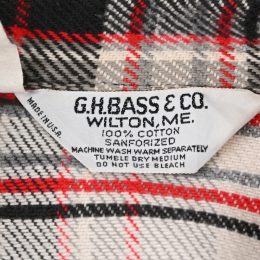 G.H.BASS & CO.
WILTON, ME.
100% COTTON
SANFORIZED
MACHINE WASH WARM SEPARATELY
TUMBLE DRY MEDIUM
DO NOT USE BLEACH
MADE IN U.S.A.